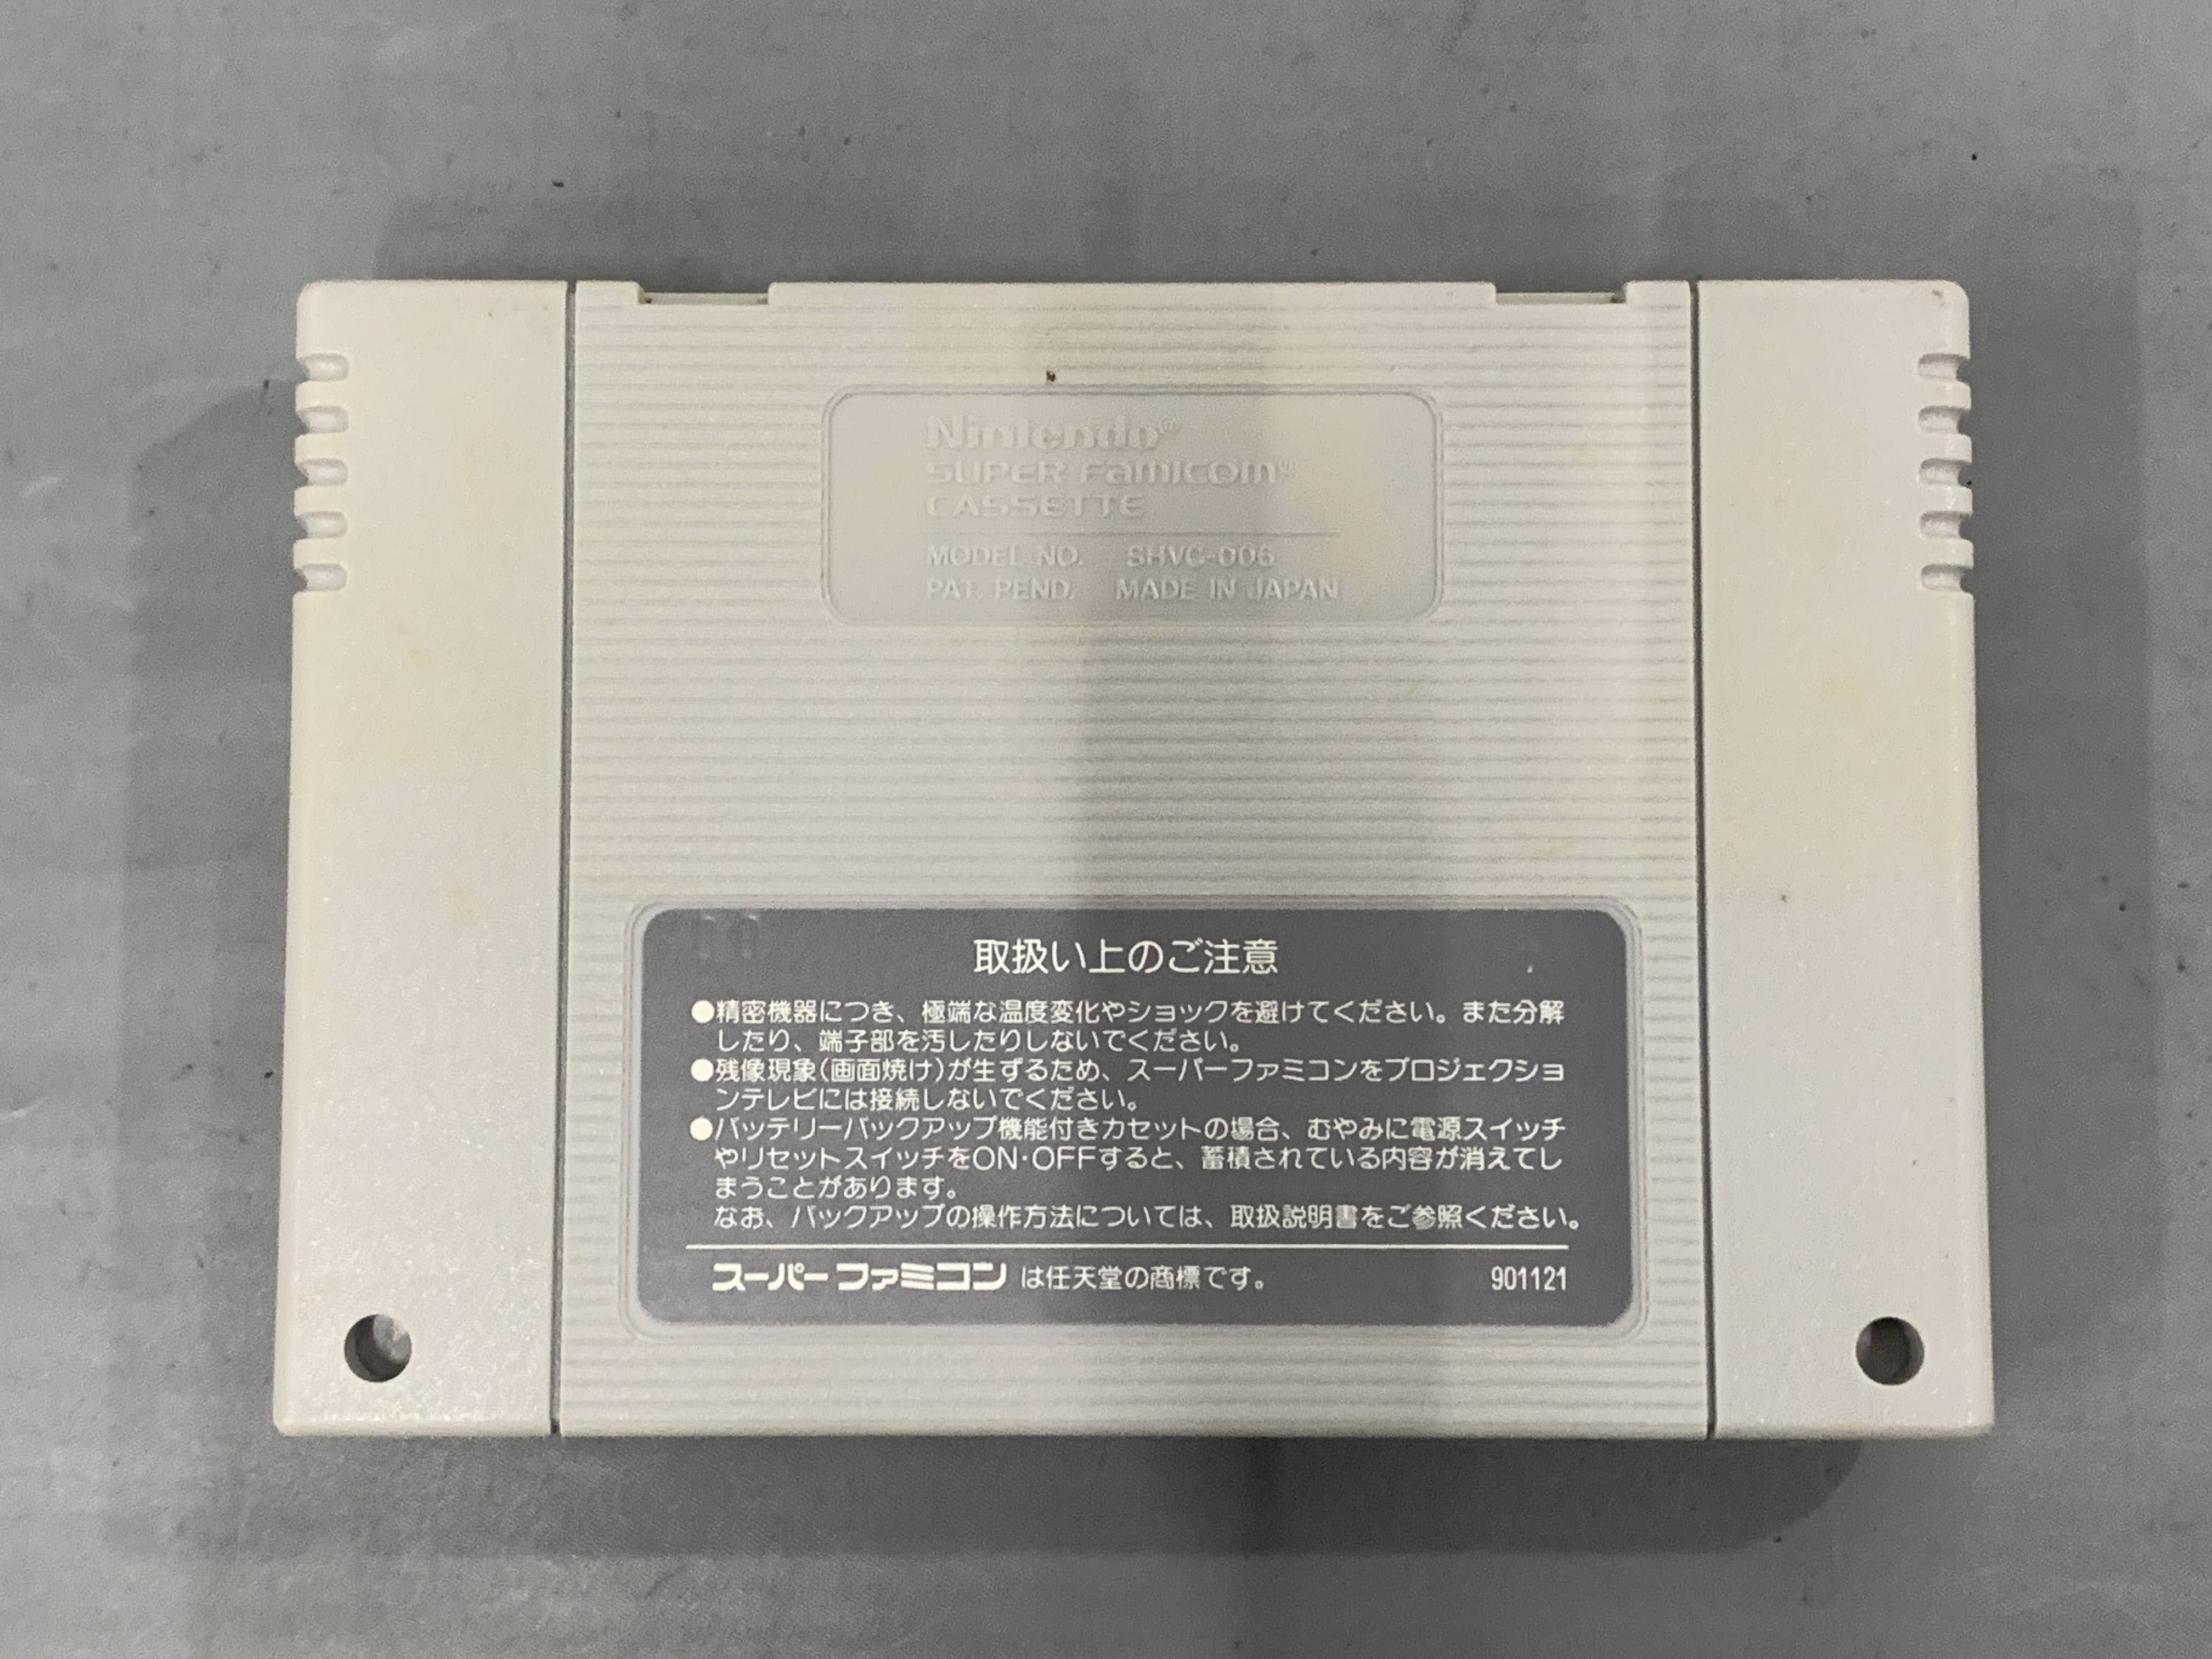 Nintendo®
SUPER Famicom®
CASSETTE
MODEL NO. SHVC-006
PAT. PEND. MADE IN JAPAN
取扱い上のご注意
●精密機器につき、極端な温度変化やショックを避けてください。また分解
したり、端子部を汚したりしないでください。
●残像現象(画面焼け)が生ずるため、スーパーファミコンをプロジェクショ
ンテレビには接続しないでください。
●バッテリーバックアップ機能付きカセットの場合、むやみに電源スイッチ
やリセットスイッチをON・OFFすると、蓄積されている内容が消えてし
まうことがあります。
なお、バックアップの操作方法については、取扱説明書をご参照ください。
スーパーファミコン は任天堂の商標です。 901121